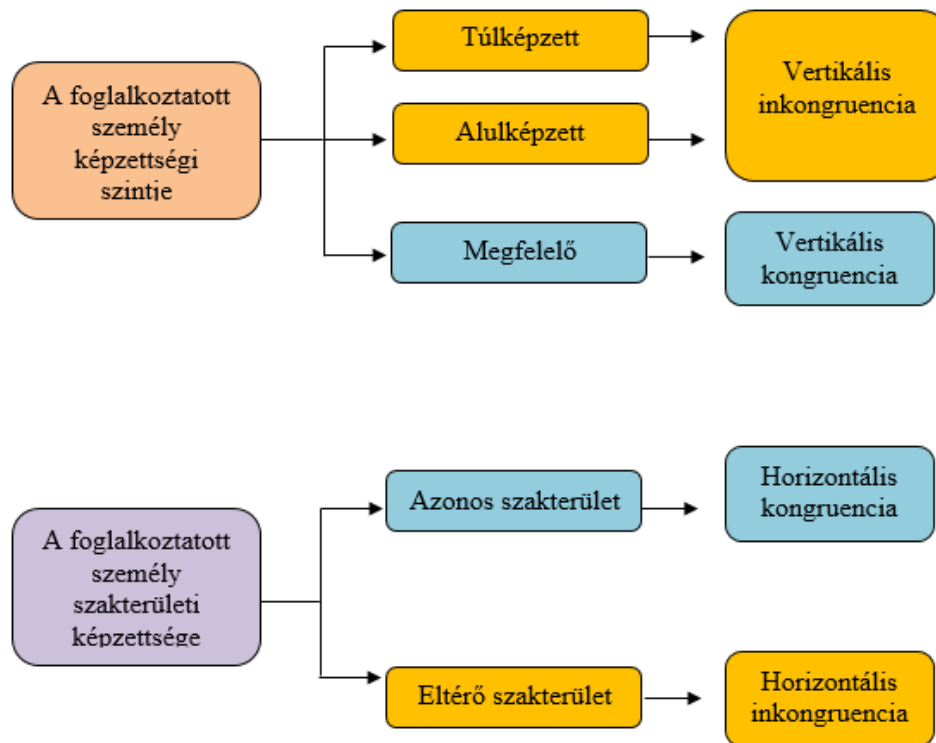 Túlképzett
Vertikális
inkongruencia
A foglalkoztatott
személy
képzettségi
szintje
Alulképzett
Megfelelő
Vertikális
kongruencia
Azonos szakterület
Horizontális
kongruencia
A foglalkoztatott
személy
szakterületi
képzettsége
Eltérő szakterület
Horizontális
inkongruencia